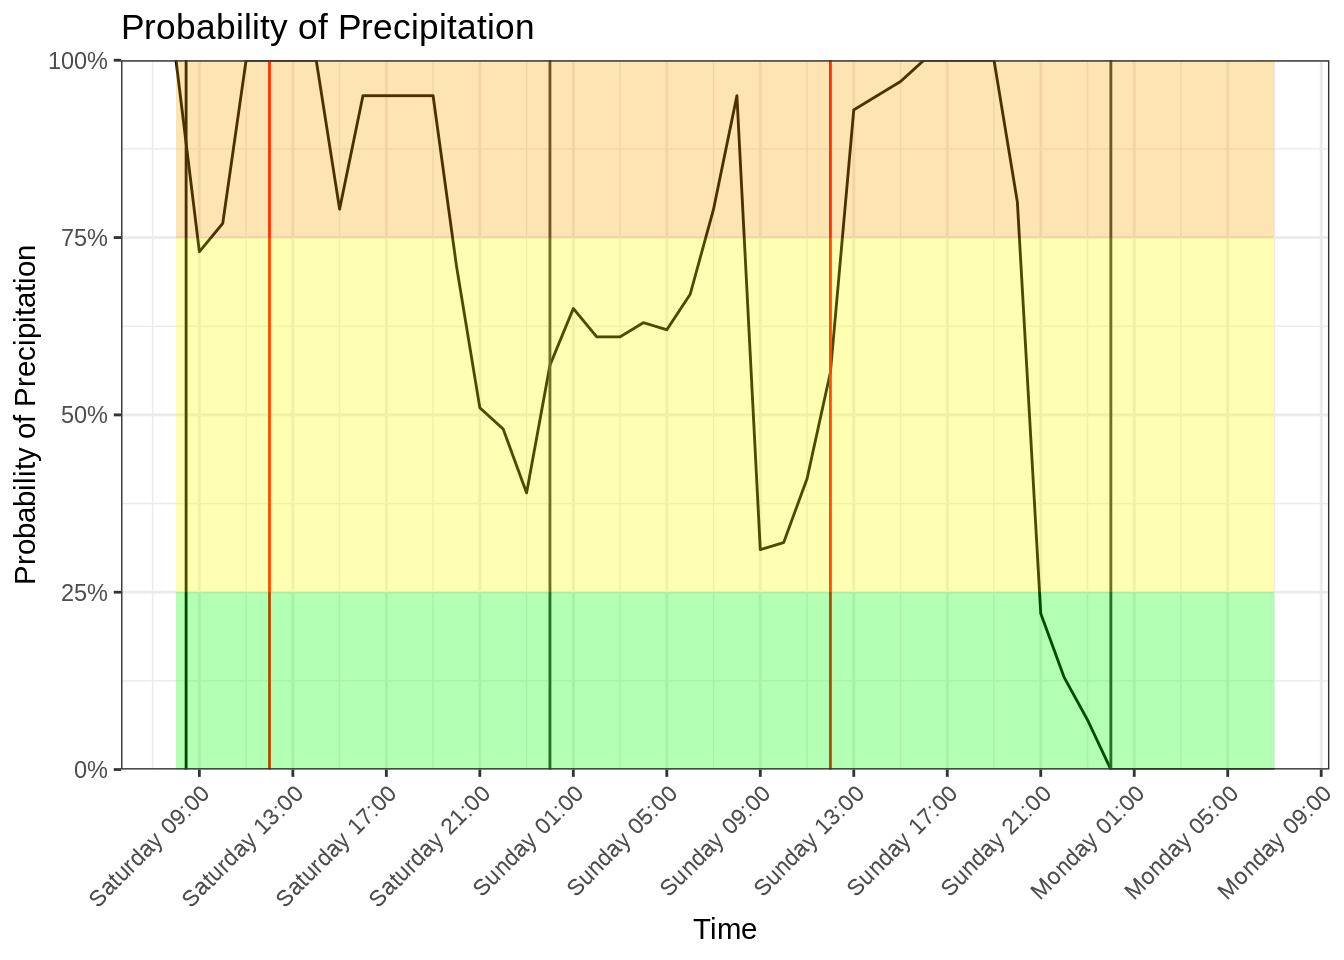 Probability of Precipitation
Probability of Precipitation
100%
75%
50%
25%
0%
Saturday 09:00
Saturday 13:00
Saturday 17:00
Saturday 21:00
Sunday 01:00
Sunday 05:00
Sunday 09:00
Sunday 13:00
Sunday 17:00
Sunday 21:00
Monday 01:00
Monday 05:00
Monday 09:00
Time